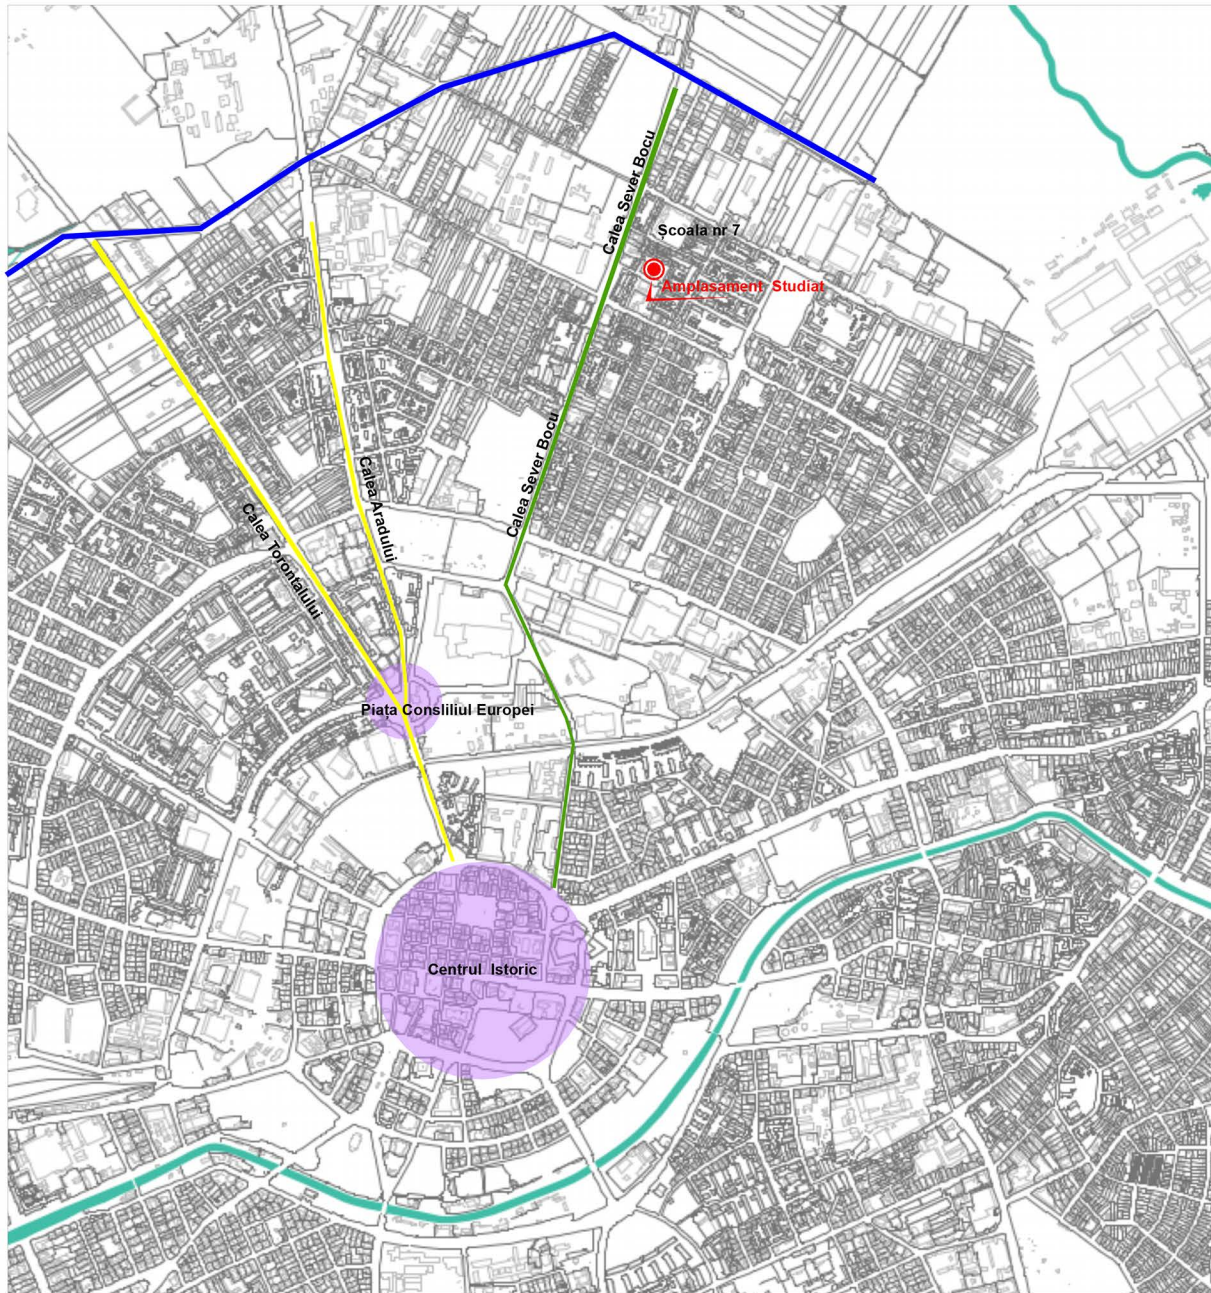 Calea Sever Bocu
Școala nr 7
Amplasament Studiat
Calea Sever Bocu
Calea Aradului
Calea Torontalului
Piața Consliliul Europei
Centrul Istoric